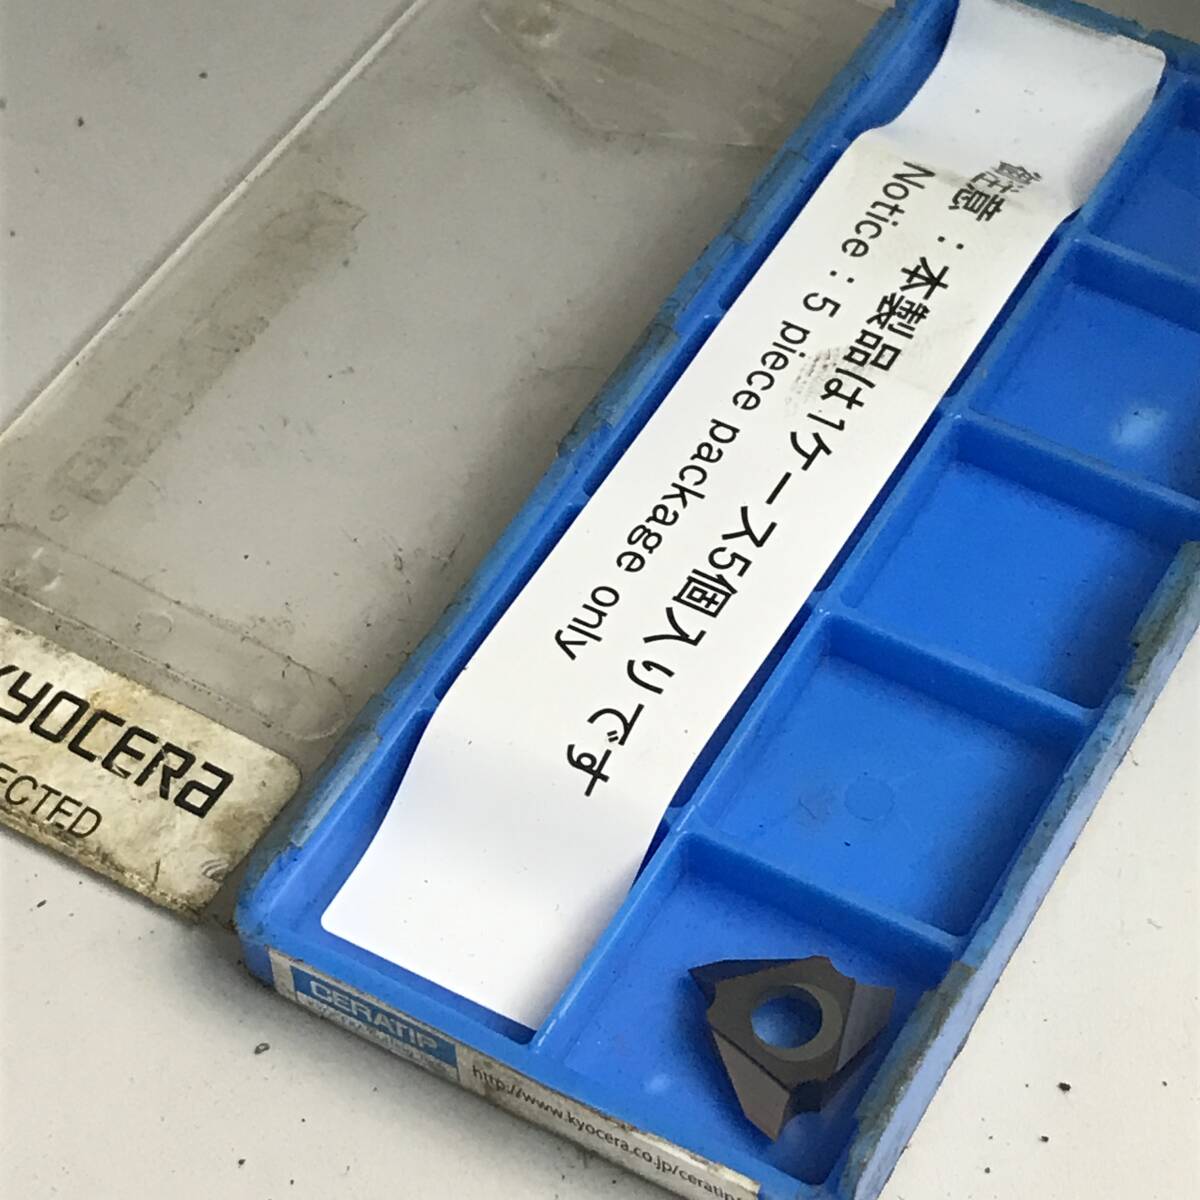 注意：本製品は1ケース5個入りです
Notice : 5 piece package only
KYOCERA
CERATIP
http://www.kyocera.co.jp/ceratip